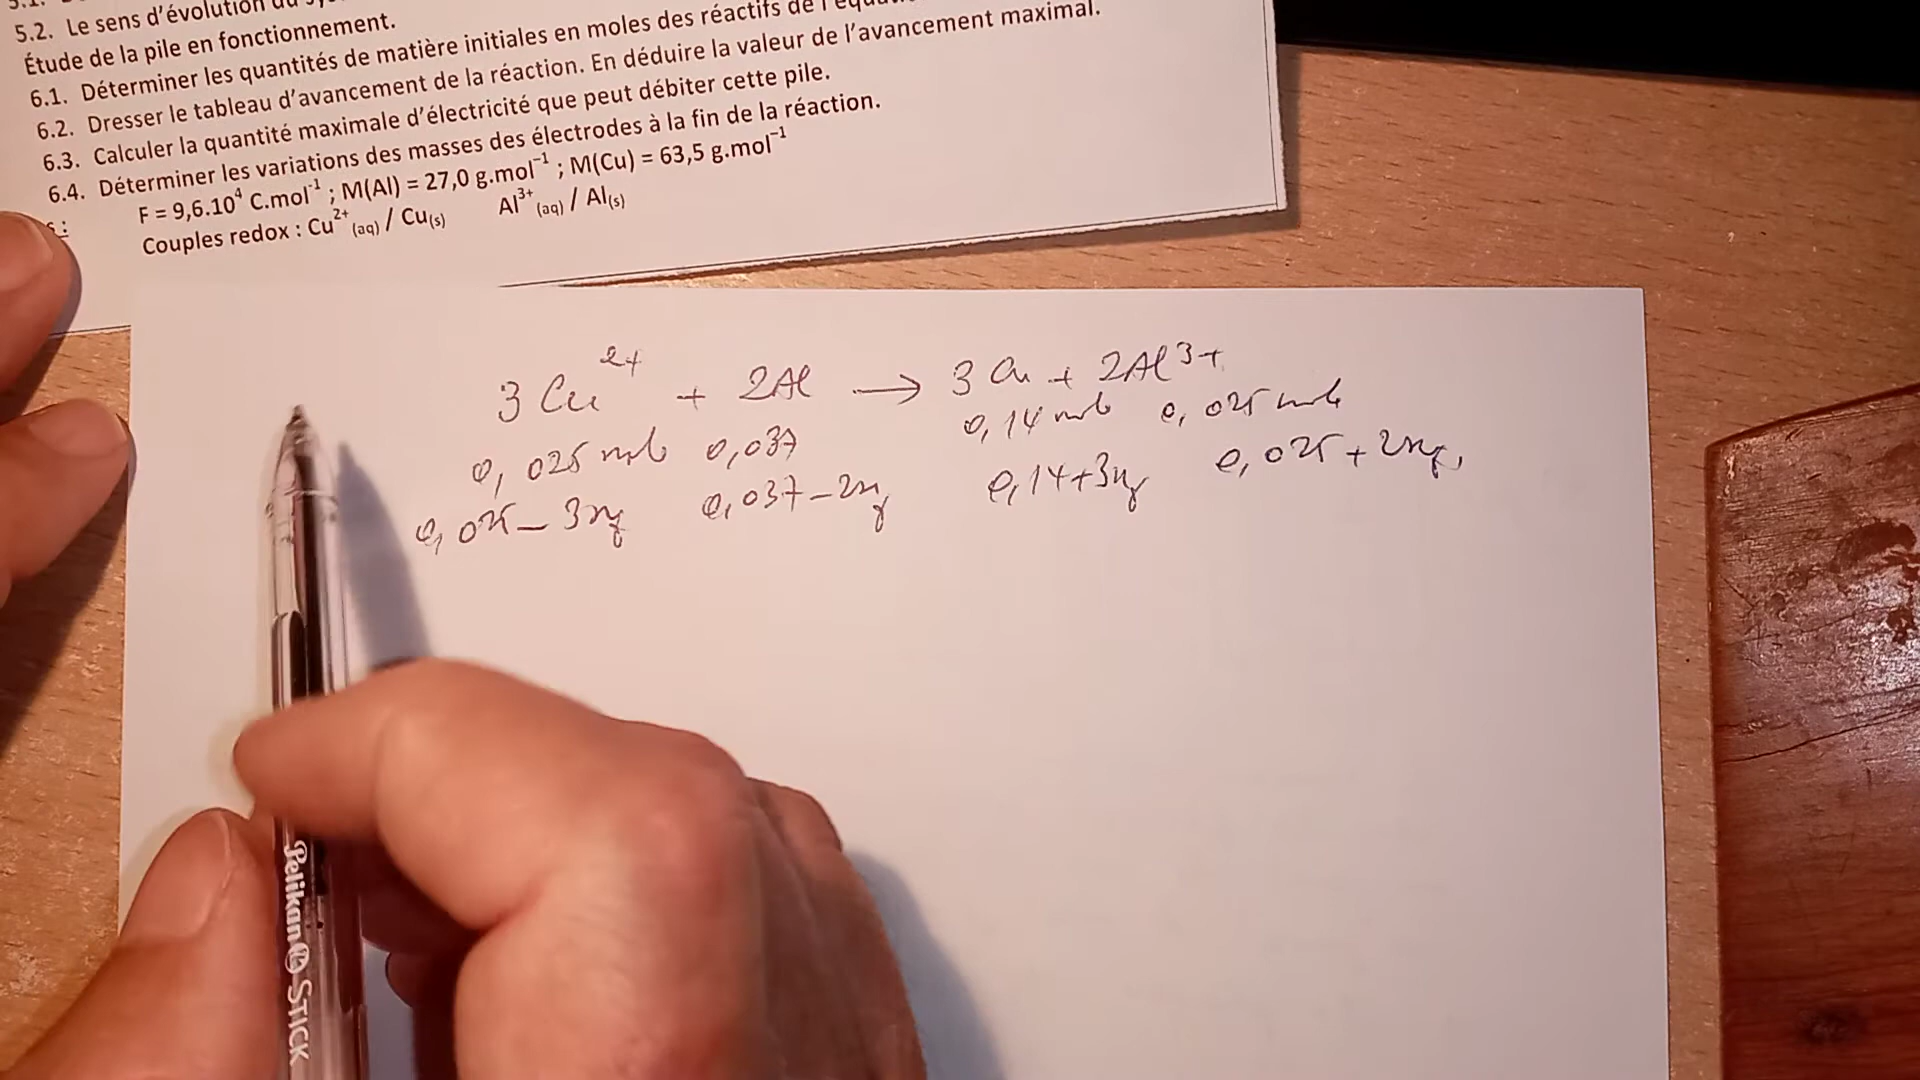 5.2. Le sens d'évolution du
Étude de la pile en fonctionnement.
6.1. Déterminer les quantités de matière initiales en moles des réactifs de
6.2. Dresser le tableau d'avancement de la réaction. En déduire la valeur de l'avancement maximal.
6.3. Calculer la quantité maximale d'électricité que peut débiter cette pile.
6.4. Déterminer les variations des masses des électrodes à la fin de la réaction.
F = 9,6.10⁴ C.mol⁻¹ ; M(Al) = 27,0 g.mol⁻¹ ; M(Cu) = 63,5 g.mol⁻¹
Couples redox : Cu²⁺(aq) / Cu(s) Al³⁺(aq) / Al(s)
3 Cu²⁺ + 2Al → 3 Cu + 2Al³⁺
0,025 mol 0,037 0,14 mol 0,025 mol
0,025 – 3xf 0,037 – 2xf 0,14 + 3xf 0,025 + 2xf
Pelikan STICK